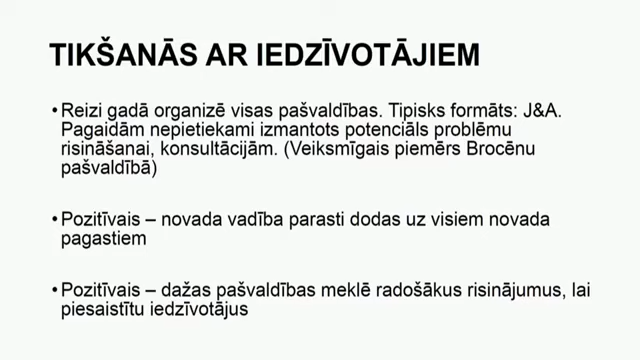 TIKŠANĀS AR IEDZĪVOTĀJIEM
•Reizi gadā organizē visas pašvaldības. Tipisks formāts: J&A.
Pagaidām nepietiekami izmantots potenciāls problēmu
risināšanai, konsultācijām. (Veiksmīgais piemērs Brocēnu
pašvaldībā)
•Pozitīvais – novada vadība parasti dodas uz visiem novada
pagastiem
•Pozitīvais – dažas pašvaldības meklē radošākus risinājumus, lai
piesaistītu iedzīvotājus